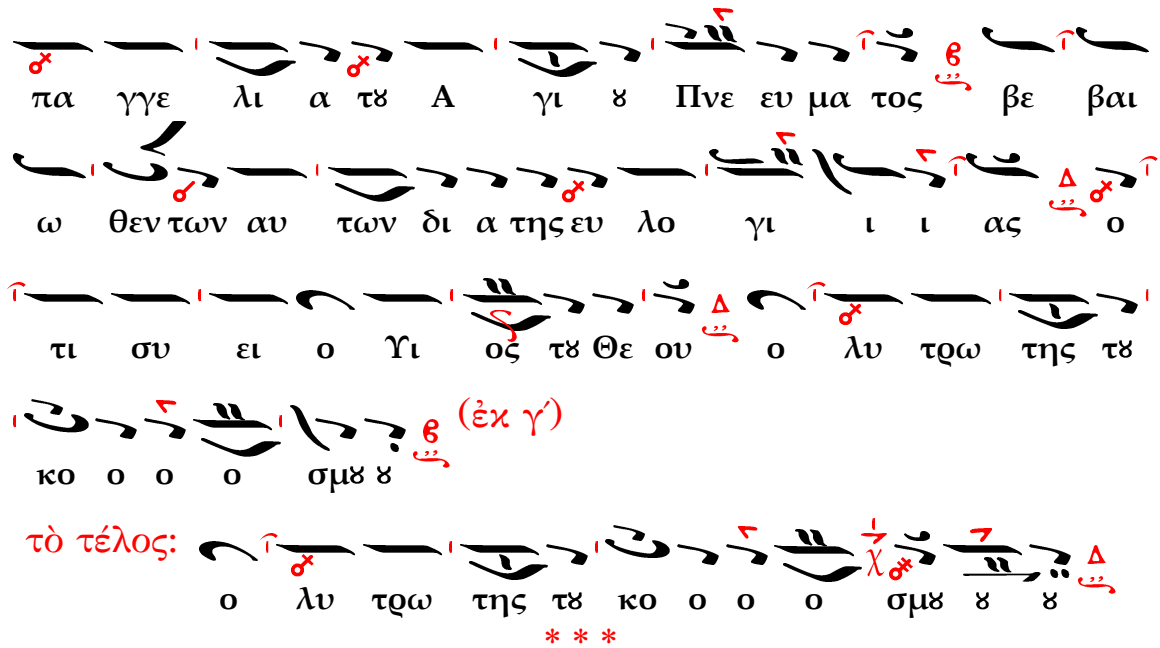 πα γγε λι α τȣ Α γι ȣ Πνε ευ μα τος βε βαι
ω θεν των αυ των δι α της ευ λο γι ι ι ας ο
τι συ ει ο Υι ος τȣ Θε ου ο λυ τρω της τȣ
κο ο ο ο σμȣ ȣ (ἐκ γ´)
τὸ τέλος: ο λυ τρω της τȣ κο ο ο ο σμȣ ȣ ȣ
* * *